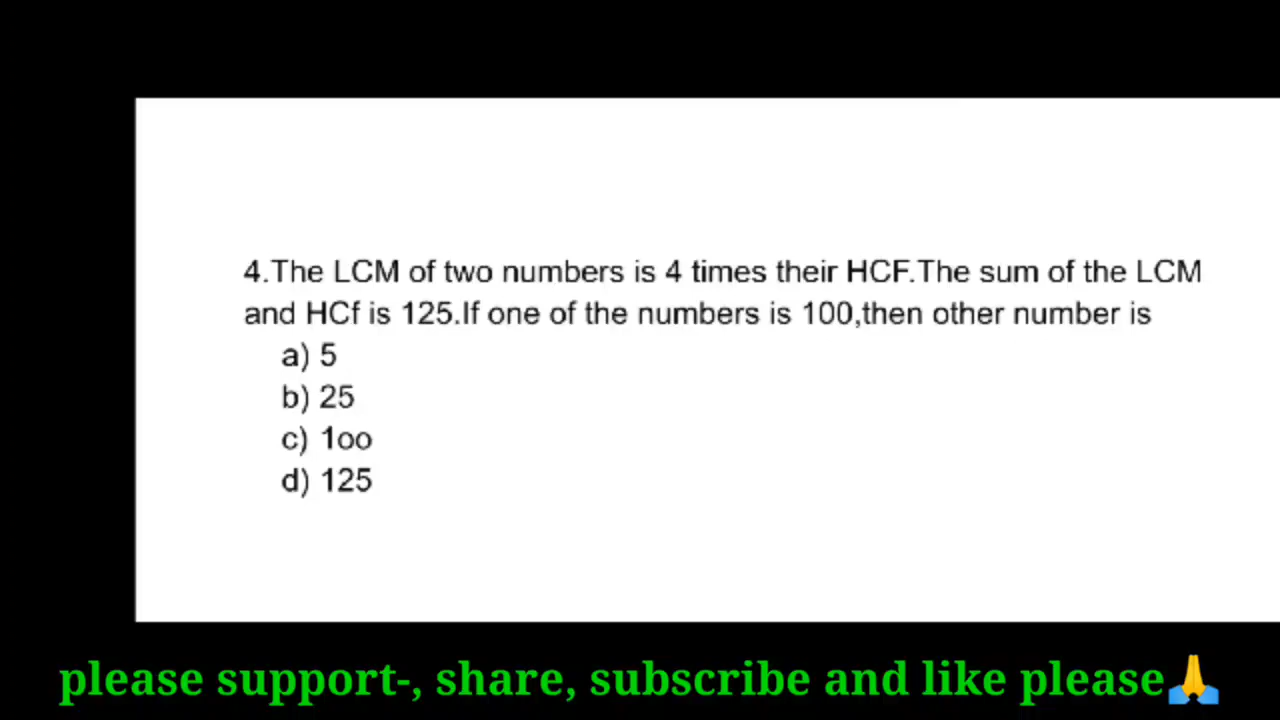 4.The LCM of two numbers is 4 times their HCF.The sum of the LCM
and HCf is 125.If one of the numbers is 100,then other number is
a) 5
b) 25
c) 1oo
d) 125
please support-, share, subscribe and like please🙏